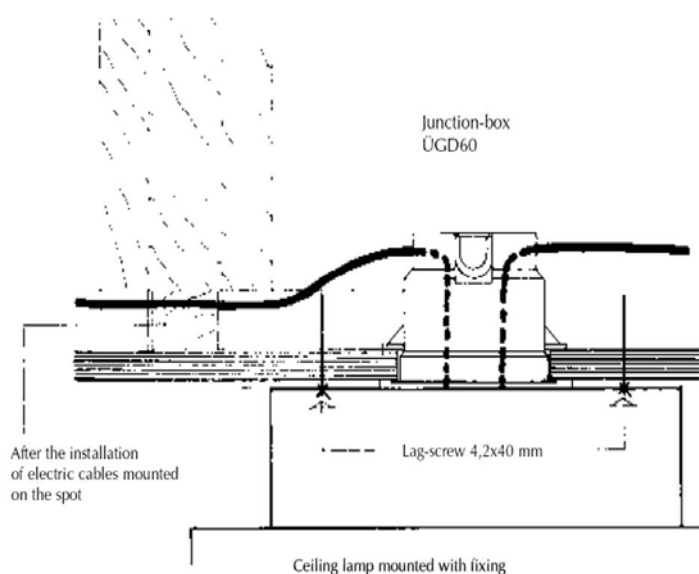 Junction-box
ÜGD60
After the installation
of electric cables mounted
on the spot
Lag-screw 4,2x40 mm
Ceiling lamp mounted with fixing